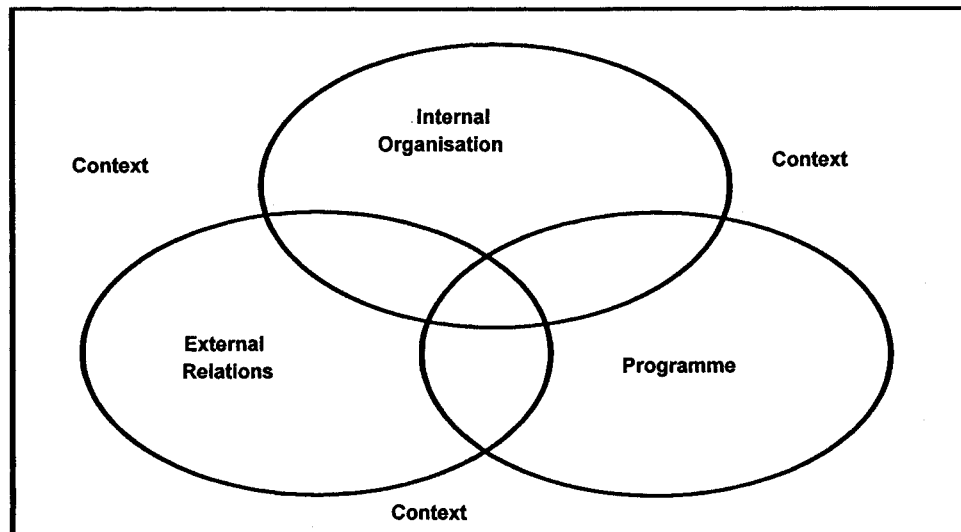 Internal
Organisation
Context
Context
External
Relations
Programme
Context